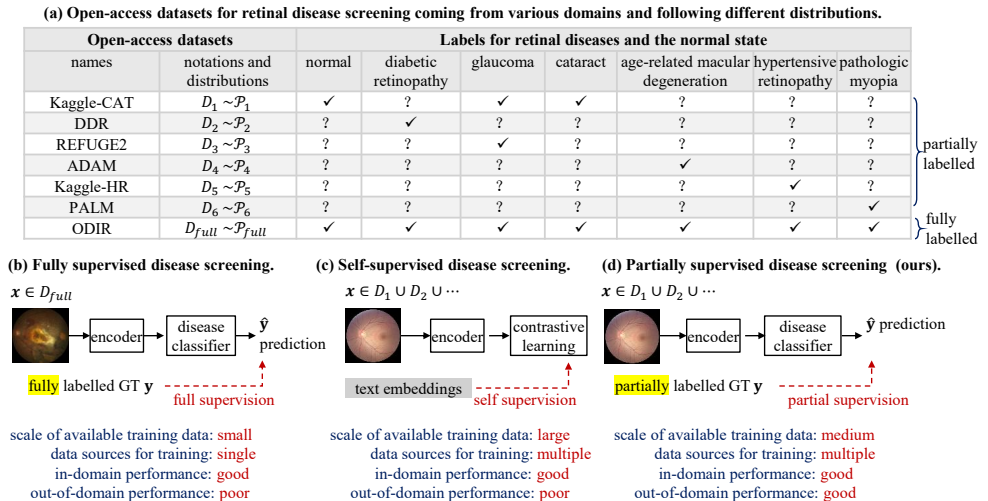 (a) Open-access datasets for retinal disease screening coming from various domains and following different distributions.
Open-access datasets Labels for retinal diseases and the normal state
names notations and distributions normal diabetic retinopathy glaucoma cataract age-related macular degeneration hypertensive retinopathy pathologic myopia
Kaggle-CAT D₁ ~𝒫₁ ✓ ? ✓ ✓ ? ? ?
DDR D₂ ~𝒫₂ ? ✓ ? ? ? ? ?
REFUGE2 D₃ ~𝒫₃ ? ? ✓ ? ? ? ?
ADAM D₄ ~𝒫₄ ? ? ? ? ✓ ? ?
Kaggle-HR D₅ ~𝒫₅ ? ? ? ? ? ✓ ?
PALM D₆ ~𝒫₆ ? ? ? ? ? ? ✓
ODIR D_full ~𝒫_full ✓ ✓ ✓ ✓ ✓ ✓ ✓
partially labelled
fully labelled
(b) Fully supervised disease screening.
x ∈ D_full
encoder
disease classifier
ŷ
prediction
fully labelled GT y
full supervision
scale of available training data: small
data sources for training: single
in-domain performance: good
out-of-domain performance: poor
(c) Self-supervised disease screening.
x ∈ D₁ ∪ D₂ ∪ ⋯
encoder
contrastive learning
text embeddings
self supervision
scale of available training data: large
data sources for training: multiple
in-domain performance: good
out-of-domain performance: poor
(d) Partially supervised disease screening (ours).
x ∈ D₁ ∪ D₂ ∪ ⋯
encoder
disease classifier
ŷ prediction
partially labelled GT y
partial supervision
scale of available training data: medium
data sources for training: multiple
in-domain performance: good
out-of-domain performance: good